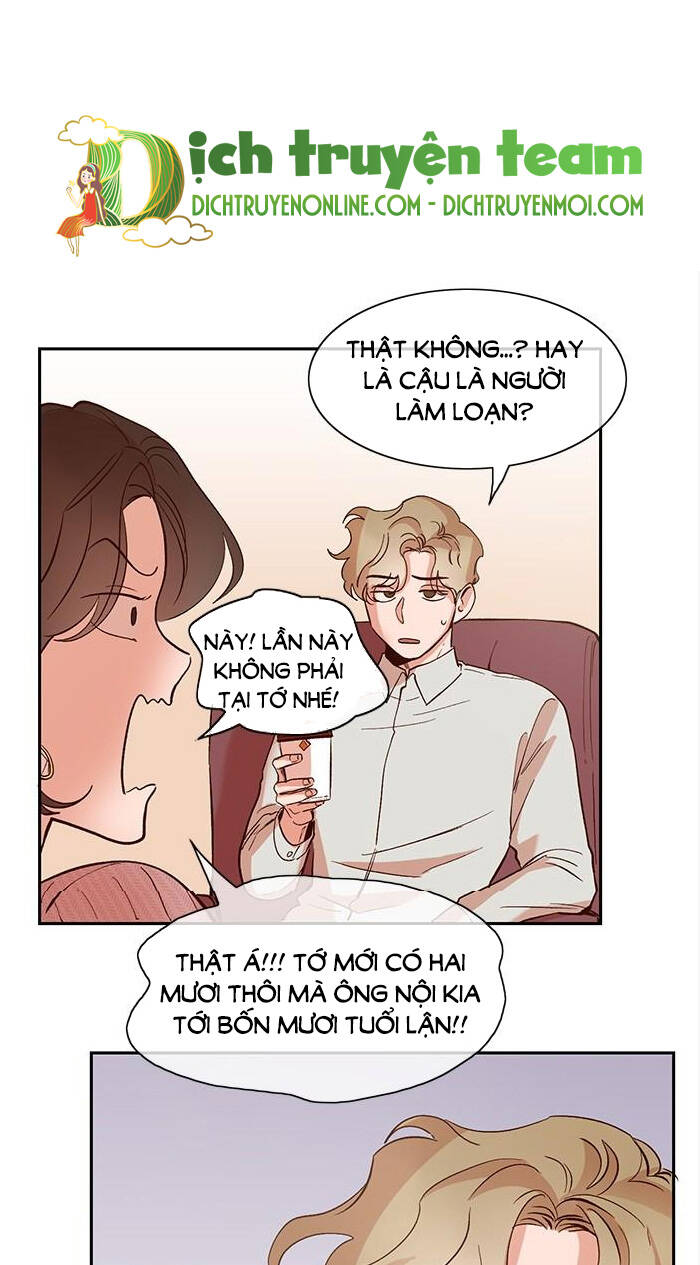 Dịch truyện team
DICHTRUYENONLINE.COM - DICHTRUYENMOI.COM
THẬT KHÔNG...? HAY
LÀ CẬU LÀ NGƯỜI
LÀM LOẠN?
NÀY! LẦN NÀY
KHÔNG PHẢI
TẠI TỚ NHÉ!
THẬT Á!!! TỚ MỚI CÓ HAI
MƯƠI THÔI MÀ ÔNG NỘI KIA
TỚI BỐN MƯƠI TUỔI LẬN!!